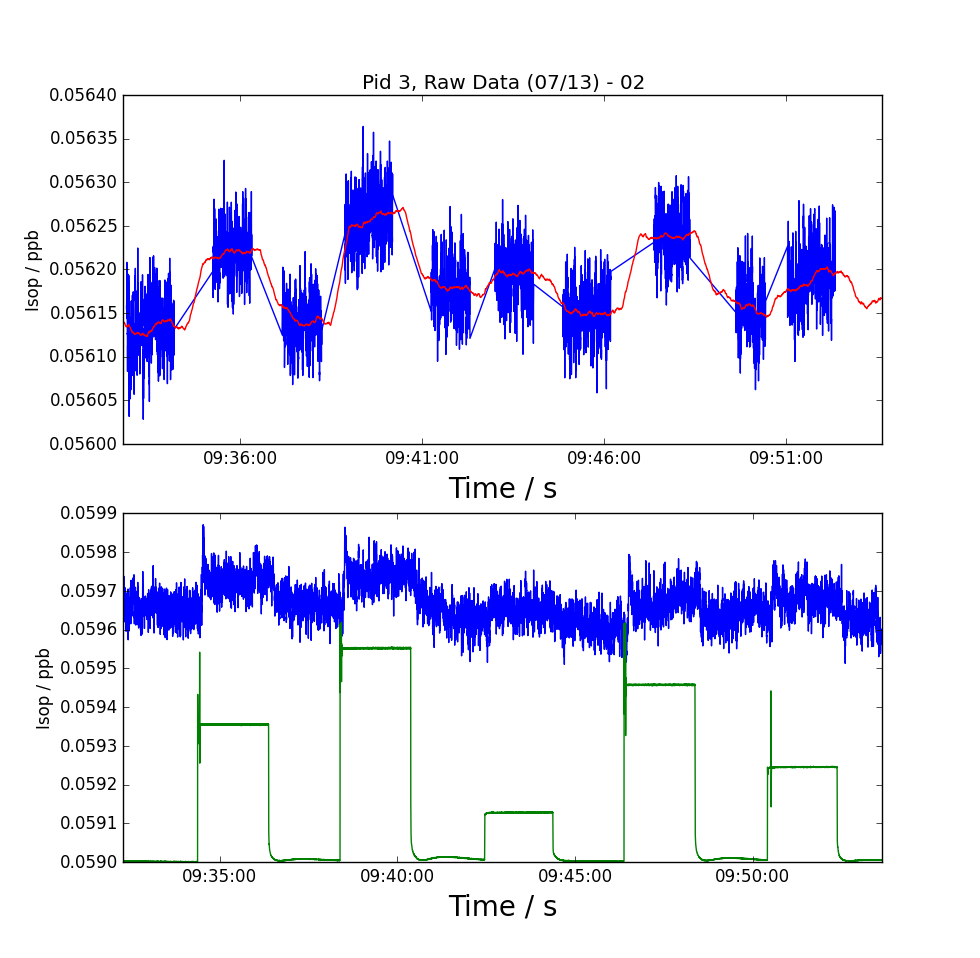 Pid 3, Raw Data (07/13) - 02
0.05640
0.05635
0.05630
0.05625
0.05620
0.05615
0.05610
0.05605
0.05600
Isop / ppb
09:36:00 09:41:00 09:46:00 09:51:00
Time / s
0.0599
0.0598
0.0597
0.0596
0.0595
0.0594
0.0593
0.0592
0.0591
0.0590
Isop / ppb
09:35:00 09:40:00 09:45:00 09:50:00
Time / s